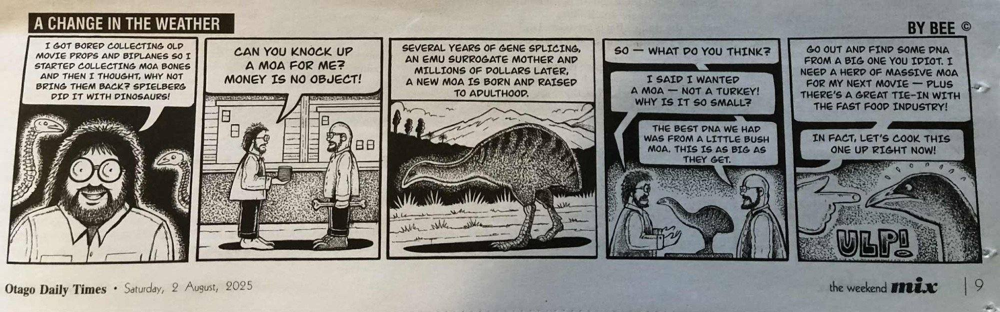 A CHANGE IN THE WEATHER
BY BEE ©
I GOT BORED COLLECTING OLD
MOVIE PROPS AND BIPLANES SO I
STARTED COLLECTING MOA BONES
AND THEN I THOUGHT, WHY NOT
BRING THEM BACK? SPIELBERG
DID IT WITH DINOSAURS!
CAN YOU KNOCK UP
A MOA FOR ME?
MONEY IS NO OBJECT!
SEVERAL YEARS OF GENE SPLICING,
AN EMU SURROGATE MOTHER AND
MILLIONS OF DOLLARS LATER,
A NEW MOA IS BORN AND RAISED
TO ADULTHOOD.
SO — WHAT DO YOU THINK?
I SAID I WANTED
A MOA — NOT A TURKEY!
WHY IS IT SO SMALL?
THE BEST DNA WE HAD
WAS FROM A LITTLE BUSH
MOA. THIS IS AS BIG AS
THEY GET.
GO OUT AND FIND SOME DNA
FROM A BIG ONE YOU IDIOT. I
NEED A HERD OF MASSIVE MOA
FOR MY NEXT MOVIE — PLUS
THERE'S A GREAT TIE-IN WITH
THE FAST FOOD INDUSTRY!
IN FACT, LET'S COOK THIS
ONE UP RIGHT NOW!
ULP!
Otago Daily Times • Saturday, 2 August, 2025
the weekend mix | 9